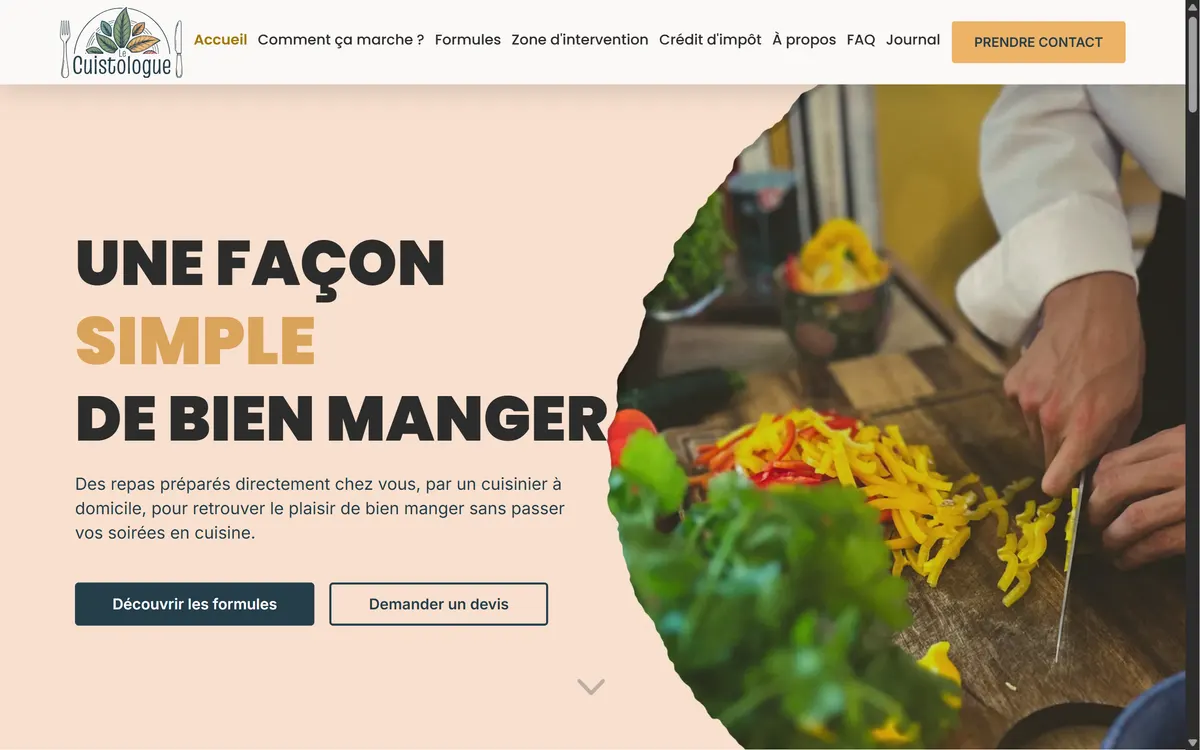 Le
Cuistologue
Accueil Comment ça marche ? Formules Zone d'intervention Crédit d'impôt À propos FAQ Journal PRENDRE CONTACT
UNE FAÇON
SIMPLE
DE BIEN MANGER
Des repas préparés directement chez vous, par un cuisinier à
domicile, pour retrouver le plaisir de bien manger sans passer
vos soirées en cuisine.
Découvrir les formules Demander un devis